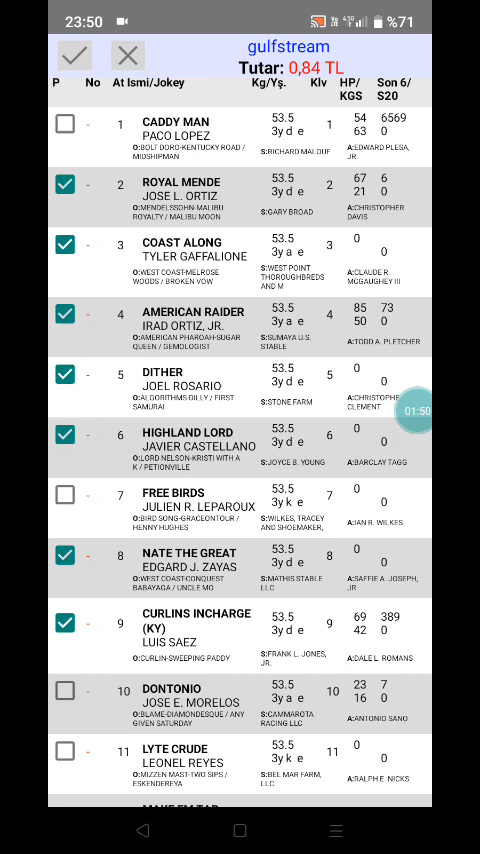 23:50 4.5G %71
gulfstream
Tutar: 0,84 TL
P No At Ismi/Jokey Kg/Yş. Klv HP/ KGS Son 6/ S20
- 1 CADDY MAN 53.5 1 54 6569
PACO LOPEZ 3y d e 63 0
O:BOLT DORO-KENTUCKY ROAD / MIDSHIPMAN S:RICHARD MALOUF A:EDWARD PLESA, JR.
- 2 ROYAL MENDE 53.5 2 67 6
JOSE L. ORTIZ 3y d e 21 0
O:MENDELSSOHN-MALIBU ROYALTY / MALIBU MOON S:GARY BROAD A:CHRISTOPHER DAVIS
- 3 COAST ALONG 53.5 3 0
TYLER GAFFALIONE 3y a e 0
O:WEST COAST-MELROSE WOODS / BROKEN VOW S:WEST POINT THOROUGHBREDS AND M A:CLAUDE R. MCGAUGHEY III
- 4 AMERICAN RAIDER 53.5 4 85 73
IRAD ORTIZ, JR. 3y a e 50 0
O:AMERICAN PHAROAH-SUGAR QUEEN / GEMOLOGIST S:SUMAYA U.S. STABLE A:TODD A. PLETCHER
- 5 DITHER 53.5 5 0
JOEL ROSARIO 3y d e 0
O:ALGORITHMS-DILLY / FIRST SAMURAI S:STONE FARM A:CHRISTOPHE CLEMENT
01:50
- 6 HIGHLAND LORD 53.5 6 0
JAVIER CASTELLANO 3y d e 0
O:LORD NELSON-KRISTI WITH A K / PETIONVILLE S:JOYCE B. YOUNG A:BARCLAY TAGG
- 7 FREE BIRDS 53.5 7 0
JULIEN R. LEPAROUX 3y k e 0
O:BIRD SONG-GRACEONTOUR / HENNY HUGHES S:WILKES, TRACEY AND SHOEMAKER, A:IAN R. WILKES
- 8 NATE THE GREAT 53.5 8 0
EDGARD J. ZAYAS 3y d e 0
O:WEST COAST-CONQUEST BABAYAGA / UNCLE MO S:MATHIS STABLE LLC A:SAFFIE A. JOSEPH, JR.
- 9 CURLINS INCHARGE (KY) 53.5 9 69 389
LUIS SAEZ 3y d e 42 0
O:CURLIN-SWEEPING PADDY S:FRANK L. JONES, JR. A:DALE L. ROMANS
- 10 DONTONIO 53.5 10 23 7
JOSE E. MORELOS 3y a e 16 0
O:BLAME-DIAMONDESQUE / ANY GIVEN SATURDAY S:CAMMAROTA RACING LLC A:ANTONIO SANO
- 11 LYTE CRUDE 53.5 11 0
LEONEL REYES 3y k e 0
O:MIZZEN MAST-TWO SIPS / ESKENDEREYA S:BEL MAR FARM, LLC A:RALPH E. NICKS